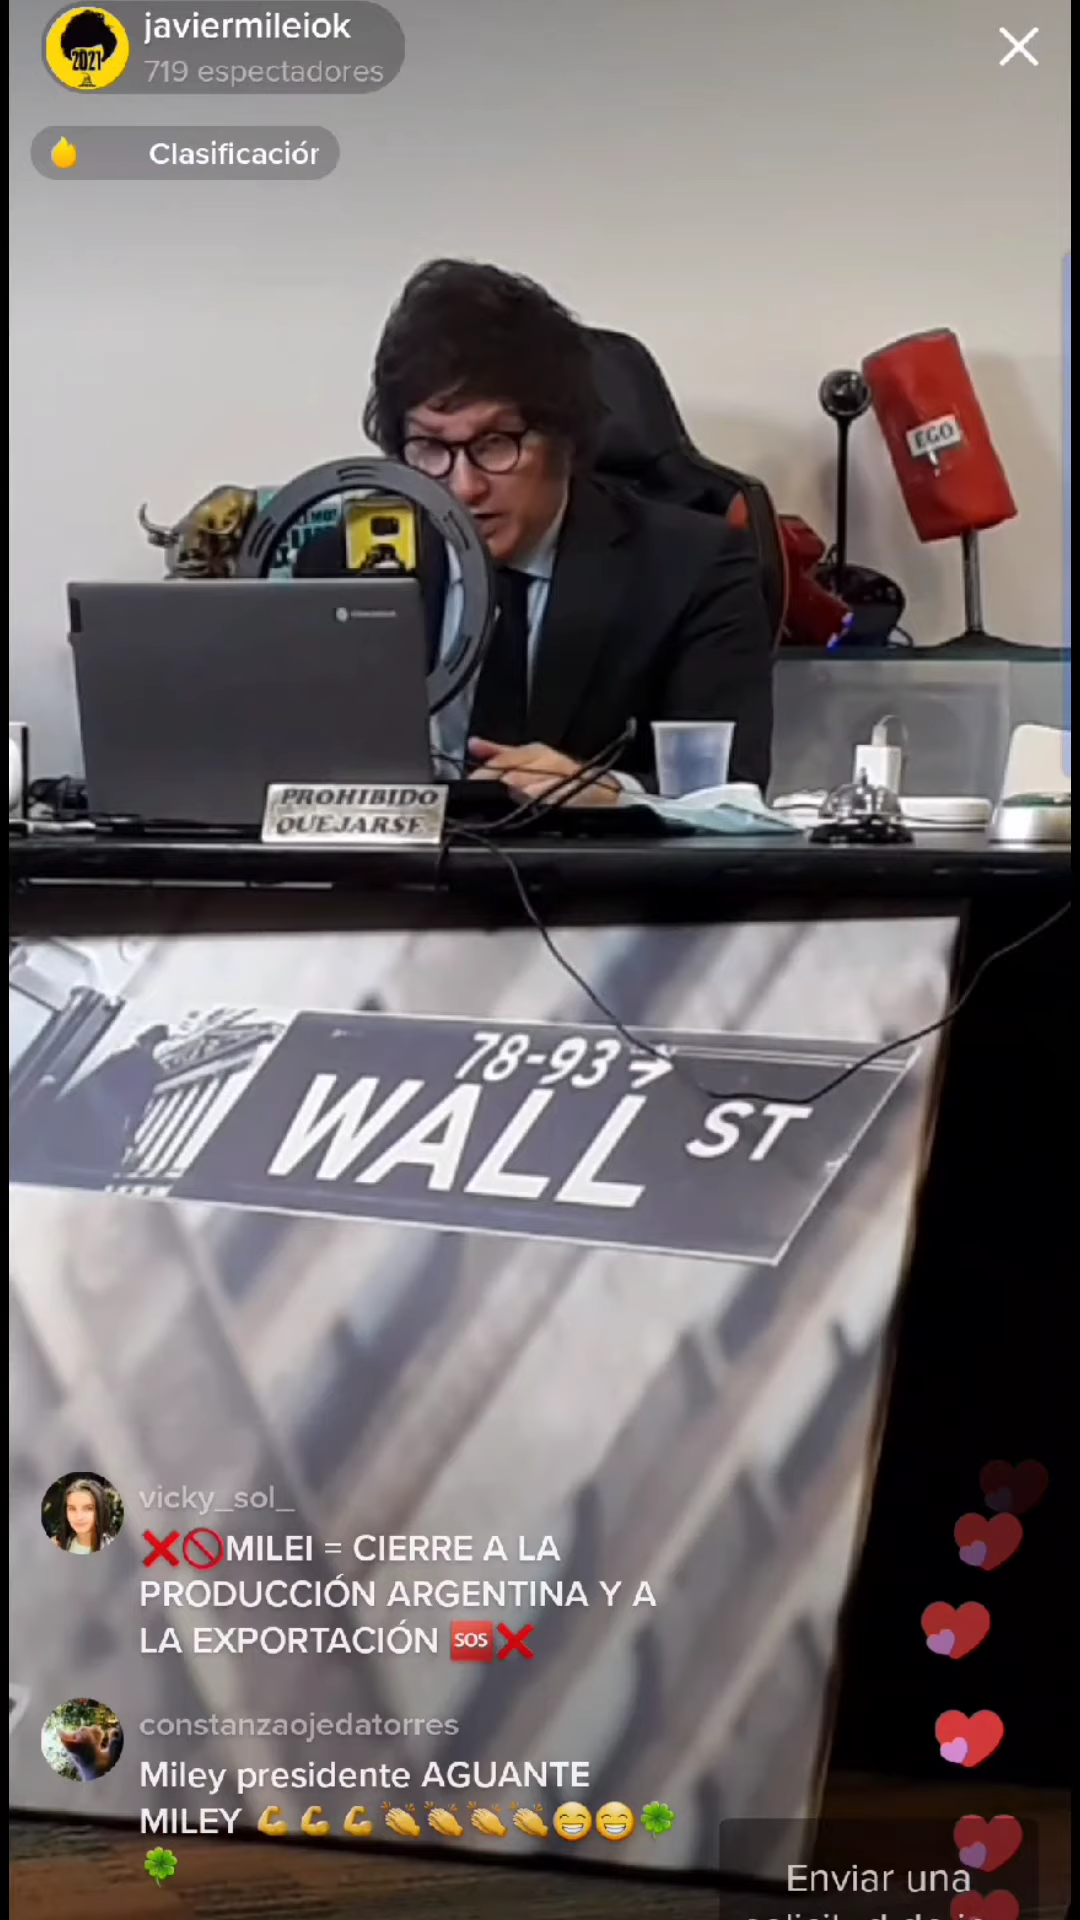 javiermileiok
2021
719 espectadores
Clasificaciór
EGO
PROHIBIDO
QUEJARSE
78-93
WALL ST
vicky_sol_
❌🚫MILEI = CIERRE A LA
PRODUCCIÓN ARGENTINA Y A
LA EXPORTACIÓN 🆘❌
constanzaojedatorres
Miley presidente AGUANTE
MILEY 💪💪💪👏👏👏👏😁😁🍀
🍀
Enviar una